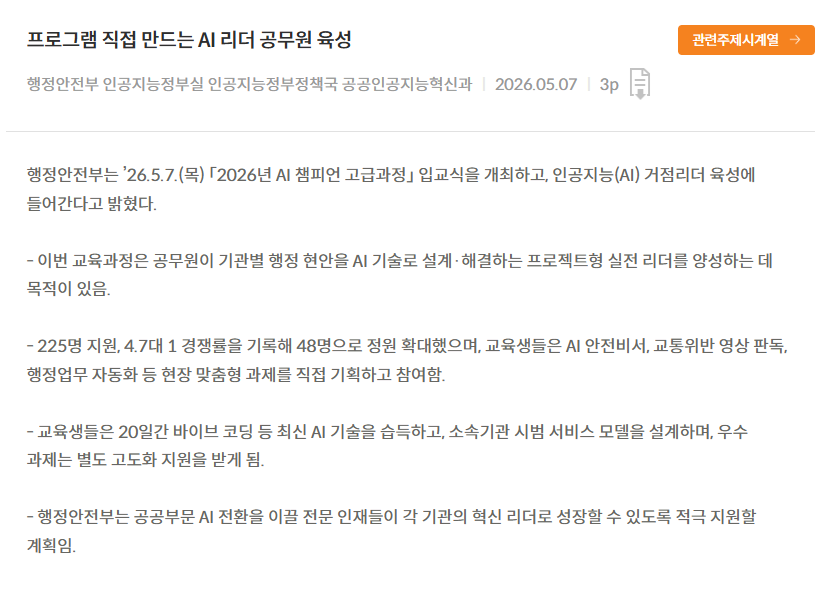 프로그램 직접 만드는 AI 리더 공무원 육성
관련주제시계열 →
행정안전부 인공지능정부실 인공지능정부정책국 공공인공지능혁신과 | 2026.05.07 | 3p
행정안전부는 ’26.5.7.(목) 「2026년 AI 챔피언 고급과정」 입교식을 개최하고, 인공지능(AI) 거점리더 육성에
들어간다고 밝혔다.
- 이번 교육과정은 공무원이 기관별 행정 현안을 AI 기술로 설계·해결하는 프로젝트형 실전 리더를 양성하는 데
목적이 있음.
- 225명 지원, 4.7대 1 경쟁률을 기록해 48명으로 정원 확대했으며, 교육생들은 AI 안전비서, 교통위반 영상 판독,
행정업무 자동화 등 현장 맞춤형 과제를 직접 기획하고 참여함.
- 교육생들은 20일간 바이브 코딩 등 최신 AI 기술을 습득하고, 소속기관 시범 서비스 모델을 설계하며, 우수
과제는 별도 고도화 지원을 받게 됨.
- 행정안전부는 공공부문 AI 전환을 이끌 전문 인재들이 각 기관의 혁신 리더로 성장할 수 있도록 적극 지원할
계획임.